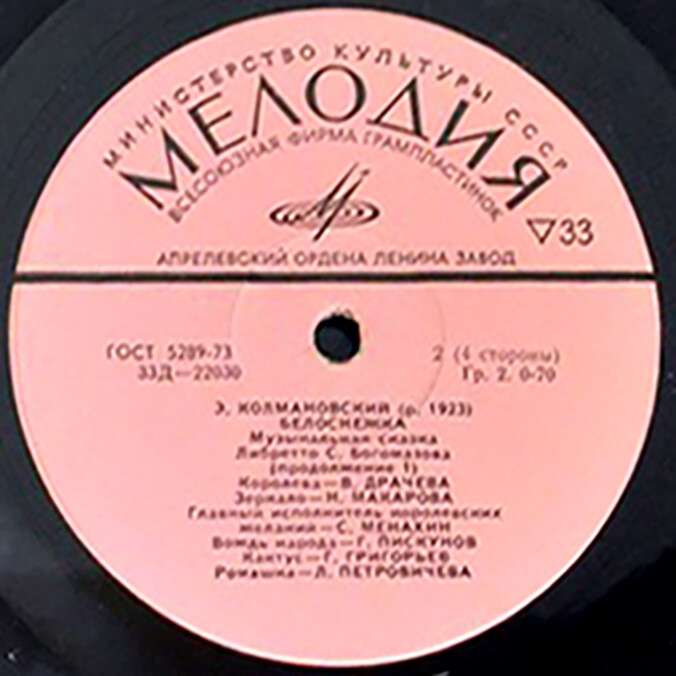 МИНИСТЕРСТВО КУЛЬТУРЫ СССР
МЕЛОДИЯ
ВСЕСОЮЗНАЯ ФИРМА ГРАМПЛАСТИНОК
▽33
АПРЕЛЕВСКИЙ ОРДЕНА ЛЕНИНА ЗАВОД
ГОСТ 5289-73 2 (4 стороны)
33Д—22030 Гр. 2. 0-70
Э. КОЛМАНОВСКИЙ (р. 1923)
БЕЛОСНЕЖКА
Музыкальная сказка
Либретто С. Богомазова
(продолжение 1)
Королева—В. ДРАЧЕВА
Зеркало—Н. МАКАРОВА
Главный исполнитель королевских
желаний—С. МЕНАХИН
Вождь народа—Г. ПИСКУНОВ
Кактус—Г. ГРИГОРЬЕВ
Ромашка—Л. ПЕТРОВИЧЕВА